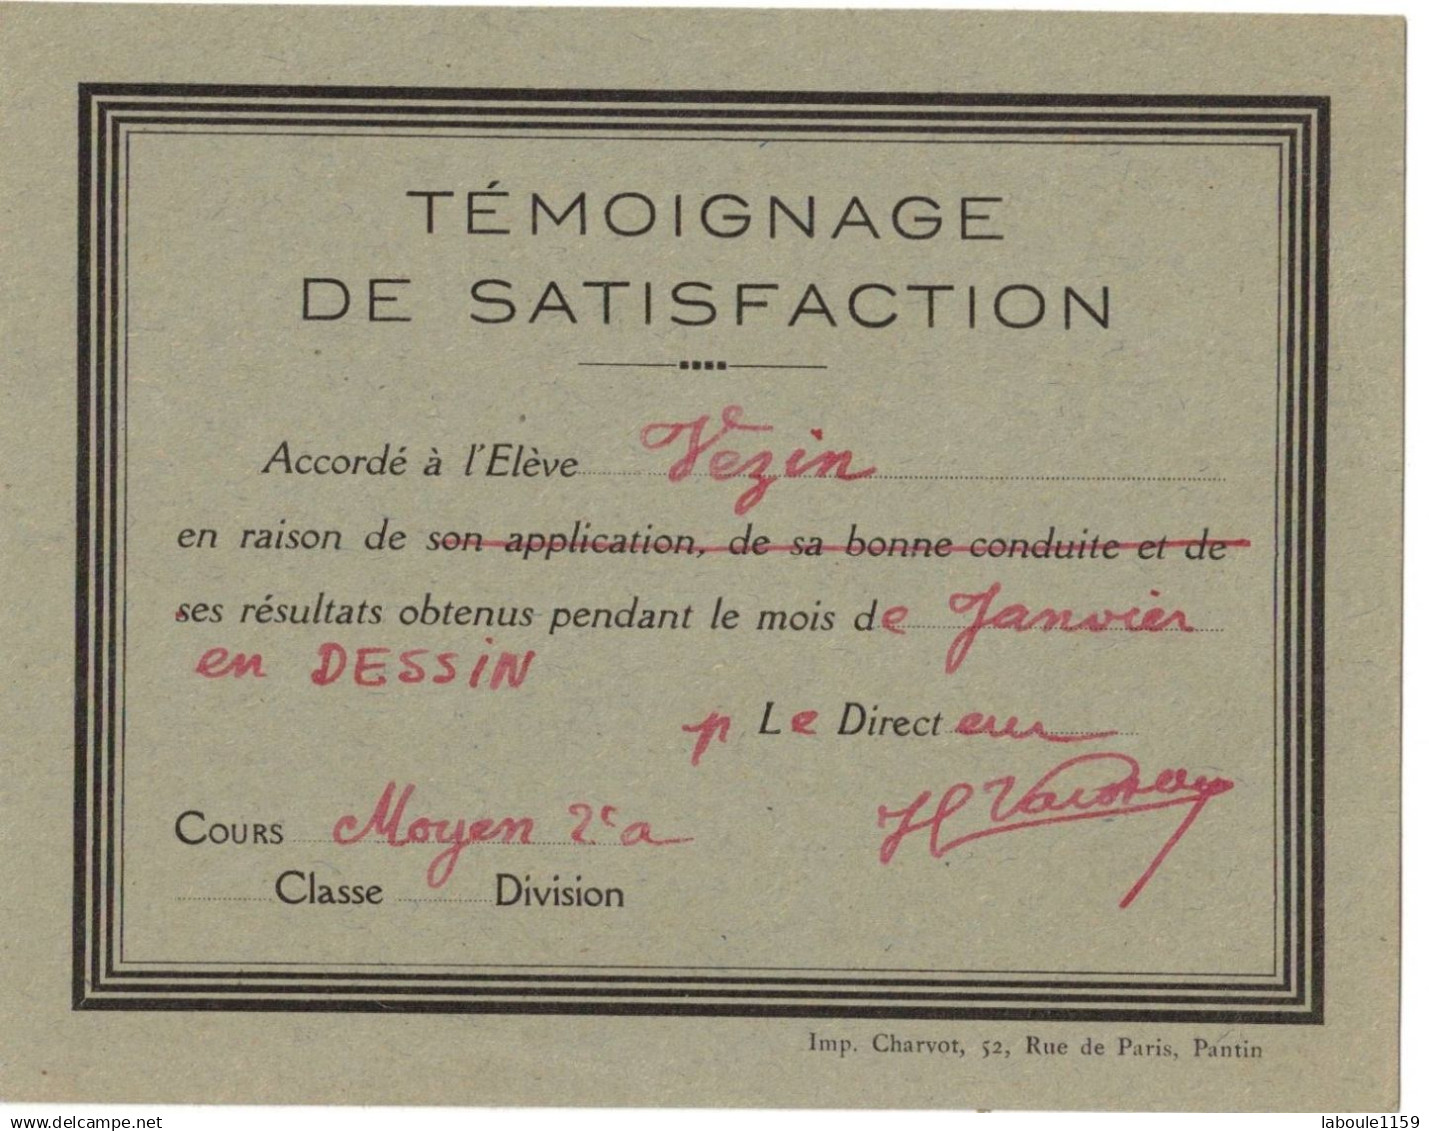 TÉMOIGNAGE
DE SATISFACTION
Accordé à l'Elève Vezin
en raison de son application, de sa bonne conduite et de
ses résultats obtenus pendant le mois de Janvier
en DESSIN
p Le Directeur
COURS Moyen 2e a
Classe Division
Imp. Charvot, 52, Rue de Paris, Pantin
www.delcampe.net
laboule1159